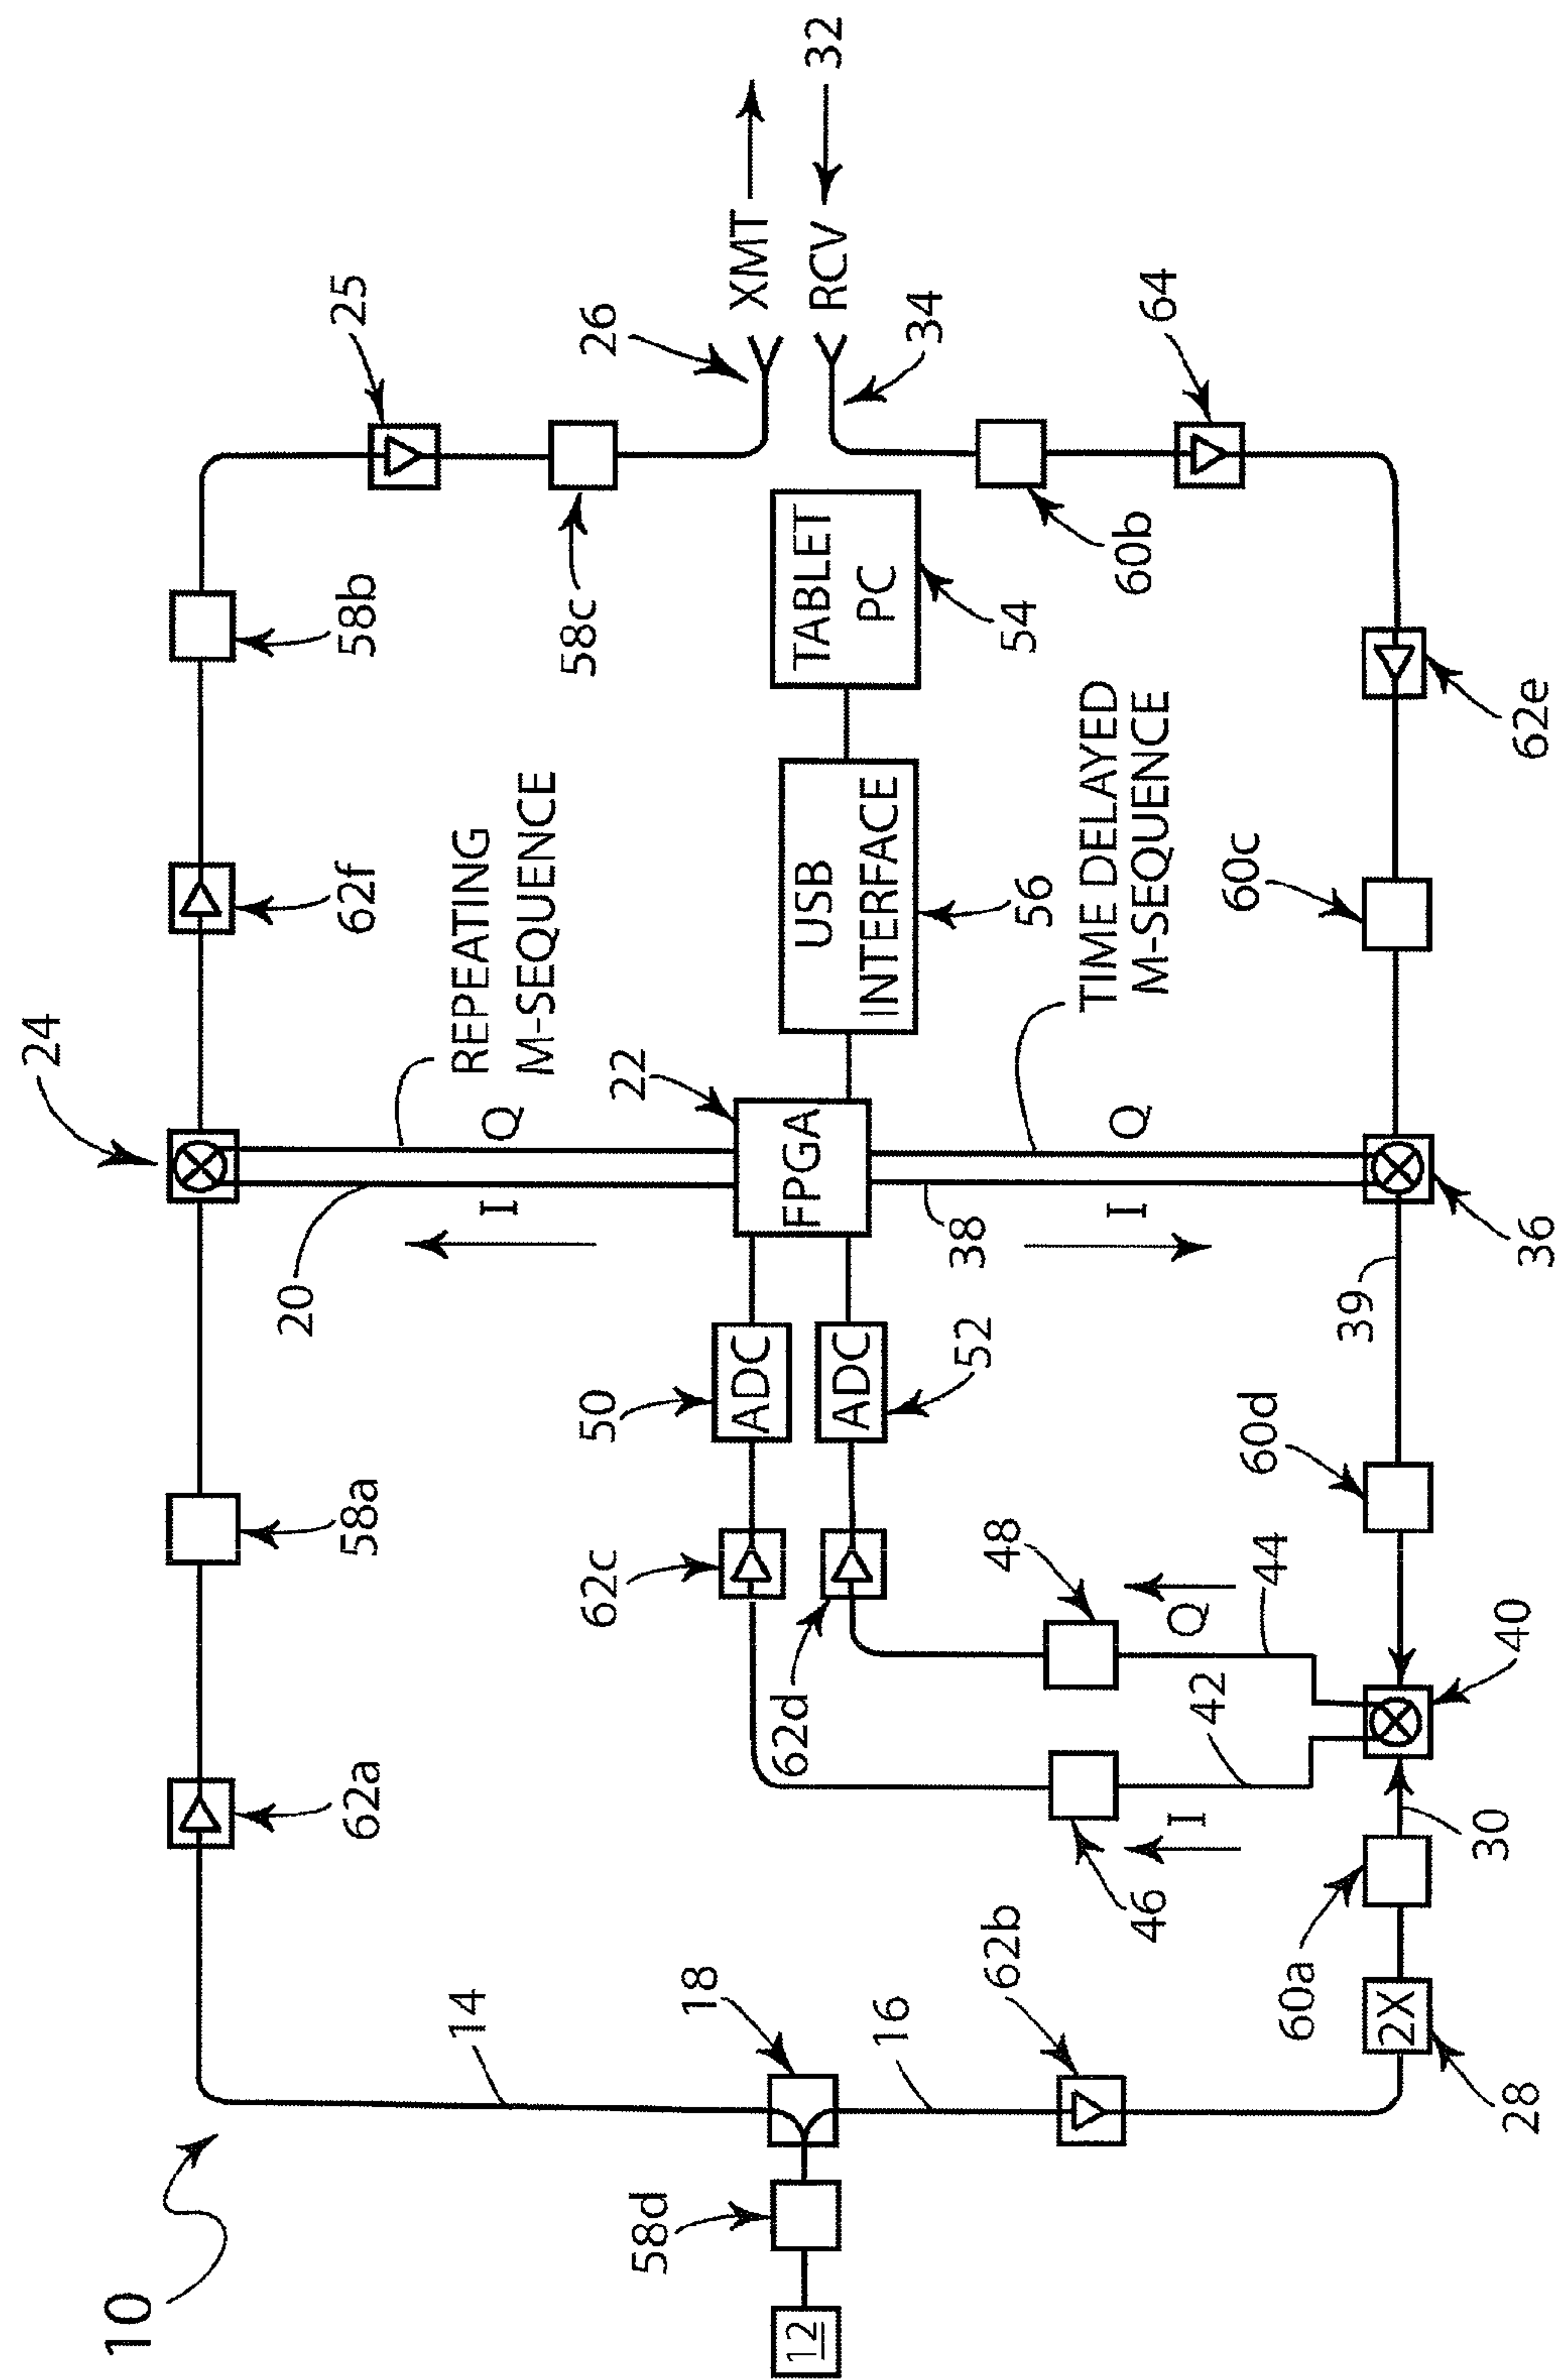 10
24
62a
58a
62f
58b
25
14
20
I
Q
REPEATING
M-SEQUENCE
58c
26
XMT
58d
18
62c
50
22
12
ADC
FPGA
USB
INTERFACE
TABLET
PC
RCV
32
ADC
62d
52
38
56
54
34
16
62b
46
I
42
48
Q
44
I
Q
TIME DELAYED
M-SEQUENCE
60b
64
60a
60d
39
60c
2X
28
30
40
36
62e